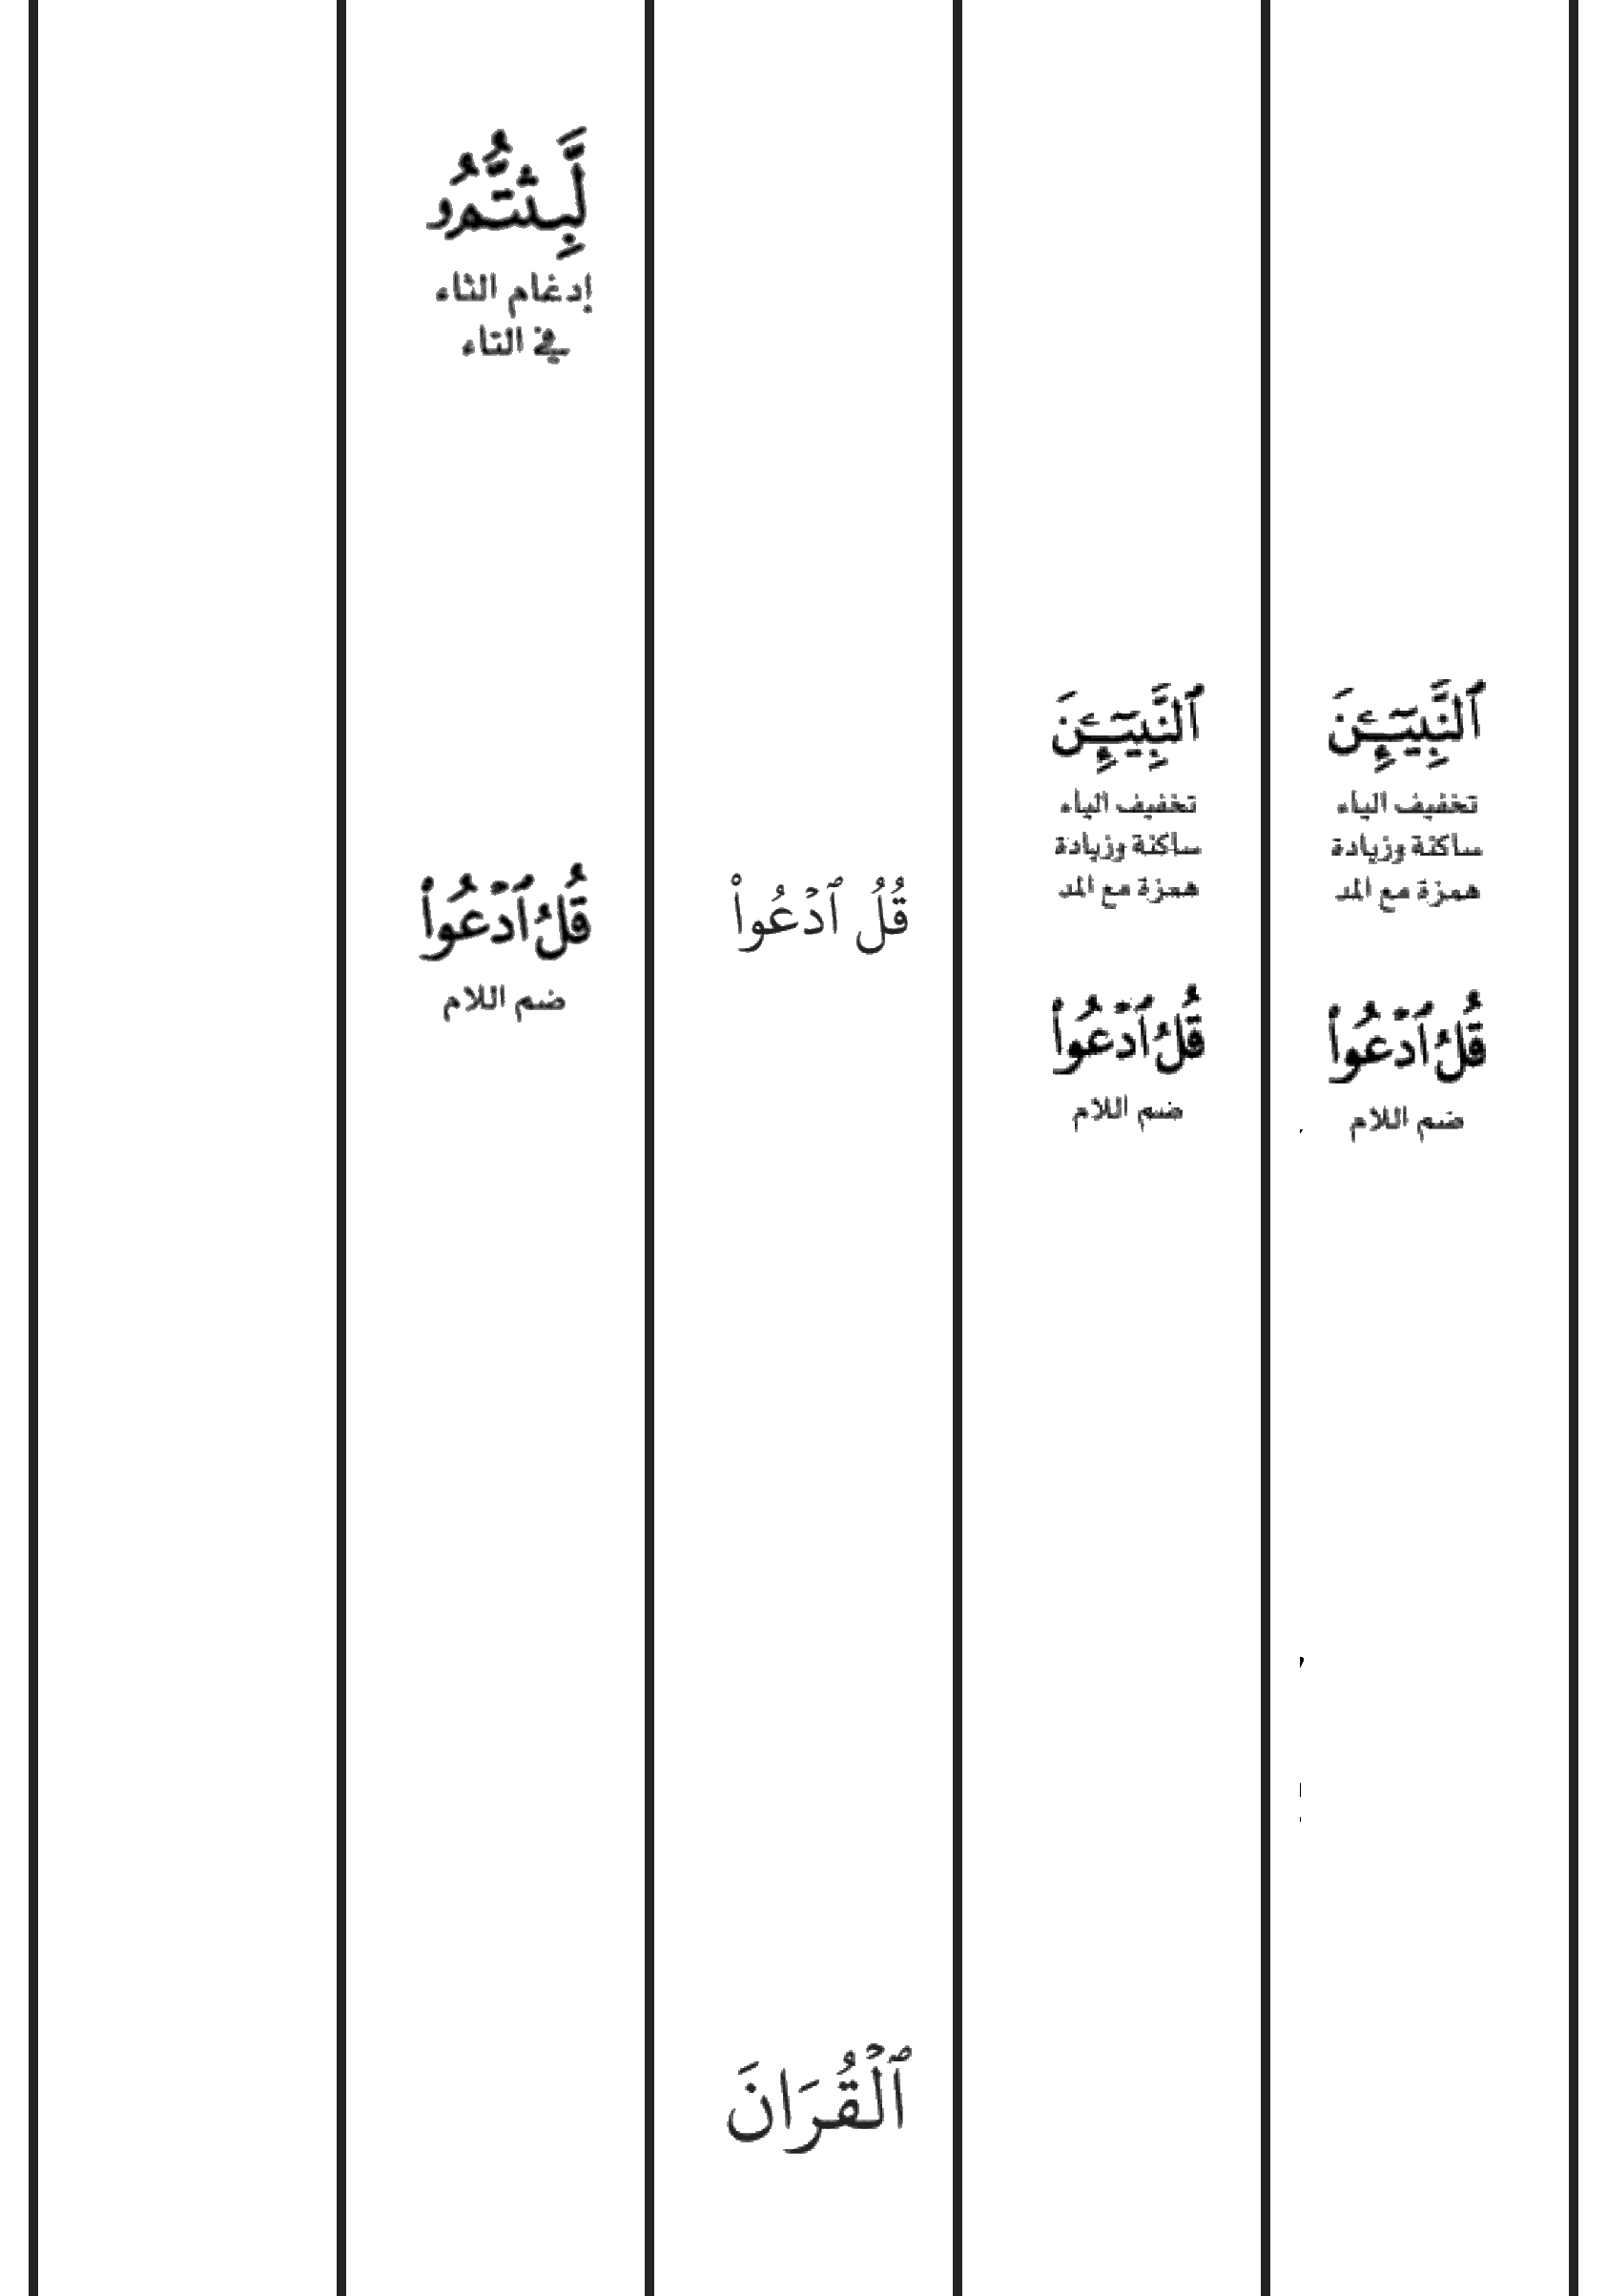 ٱلنَّبِيٓـِٔنَ
تخفيف الياء
ساكنة وزيادة
همزة مع المد
قُلُ ٱدْعُواْ
ضم اللام
ٱلنَّبِيٓـِٔنَ
تخفيف الياء
ساكنة وزيادة
همزة مع المد
قُلُ ٱدْعُواْ
ضم اللام
قُلُ ٱدْعُواْ
ٱلْقُرَانَ
لَّبِثتُّمُۥ
إدغام الثاء
في التاء
قُلُ ٱدْعُواْ
ضم اللام